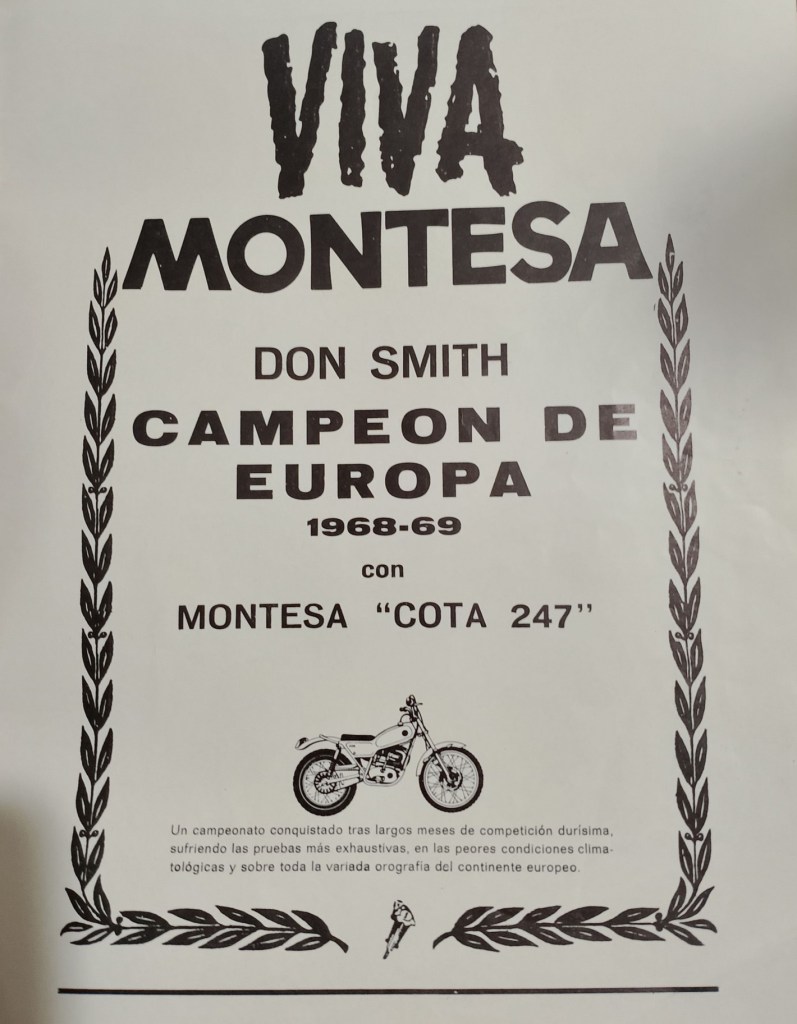 VIVA
MONTESA
DON SMITH
CAMPEON DE
EUROPA
1968-69
con
MONTESA “COTA 247”
Un campeonato conquistado tras largos meses de competición durísima,
sufriendo las pruebas más exhaustivas, en las peores condiciones clima-
tológicas y sobre toda la variada orografía del continente europeo.